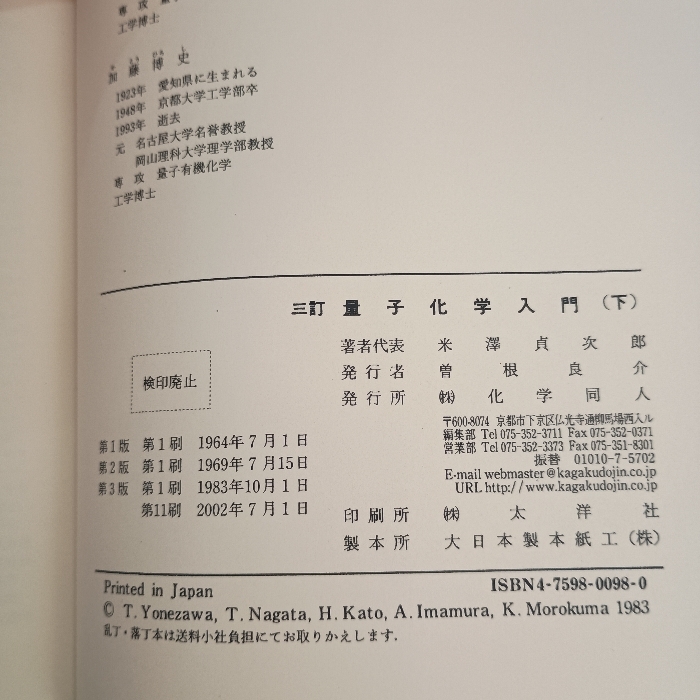 専 攻 量子
工学博士
か とう ひろ し
加 藤 博 史
1923年 愛知県に生まれる
1948年 京都大学工学部卒
1993年 逝去
元 名古屋大学名誉教授
岡山理科大学理学部教授
専 攻 量子有機化学
工学博士
三訂 量 子 化 学 入 門 (下)
検印廃止
著者代表 米 澤 貞 次 郎
発 行 者 曽 根 良 介
発 行 所 ㈱ 化 学 同 人
〒600-8074 京都市下京区仏光寺通柳馬場西入ル
編集部 Tel 075-352-3711 Fax 075-352-0371
営業部 Tel 075-352-3373 Fax 075-351-8301
振替 01010-7-5702
E-mail webmaster@kagakudojin.co.jp
URL http://www.kagakudojin.co.jp
第1版 第1刷 1964年7月1日
第2版 第1刷 1969年7月15日
第3版 第1刷 1983年10月1日
第11刷 2002年7月1日
印 刷 所 ㈱ 太 洋 社
製 本 所 大日本製本紙工(株)
Printed in Japan ISBN4-7598-0098-0
© T. Yonezawa, T. Nagata, H. Kato, A. Imamura, K. Morokuma 1983
乱丁・落丁本は送料小社負担にてお取りかえします.